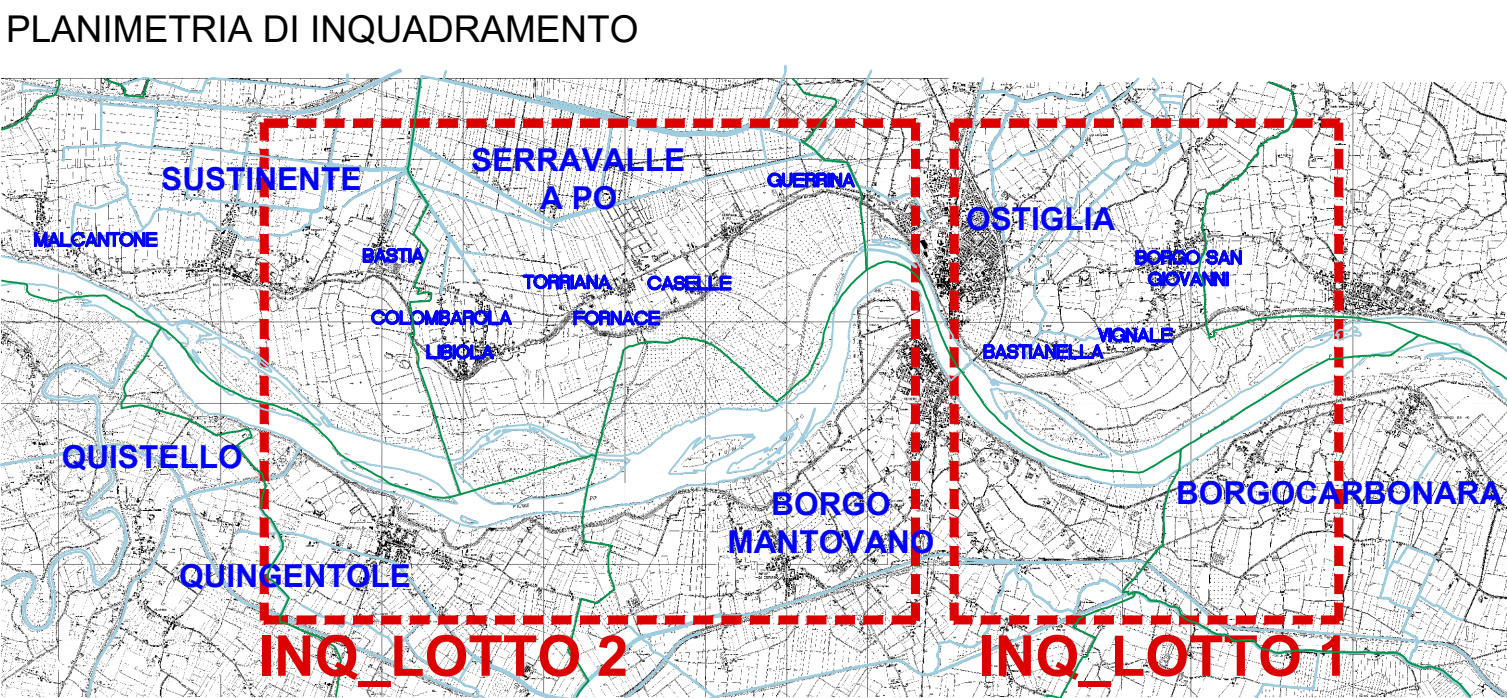 PLANIMETRIA DI INQUADRAMENTO
SERRAVALLE
A PO
SUSTINENTE
GUERRINA
OSTIGLIA
MALCANTONE
BASTIA
BORGO SAN
GIOVANNI
TORRIANA
CASELLE
COLOMBAROLA
FORNACE
VIGNALE
LIBIOLA
BASTIANELLA
QUISTELLO
BORGOCARBONARA
BORGO
MANTOVANO
QUINGENTOLE
INQ_LOTTO 2
INQ_LOTTO 1